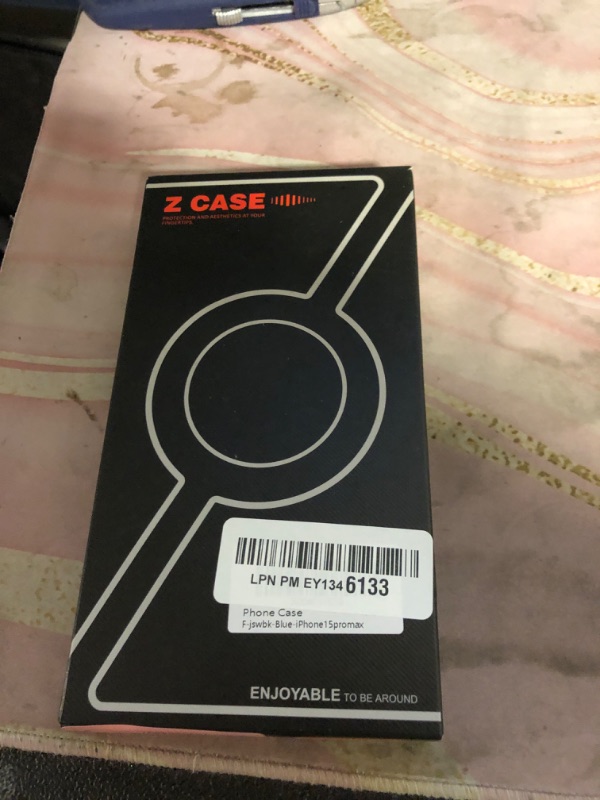 Z CASE
PROTECTION AND AESTHETICS AT YOUR
FINGERTIPS
LPN PM EY134 6133
Phone Case
F-jswbk-Blue-iPhone15promax
ENJOYABLE TO BE AROUND